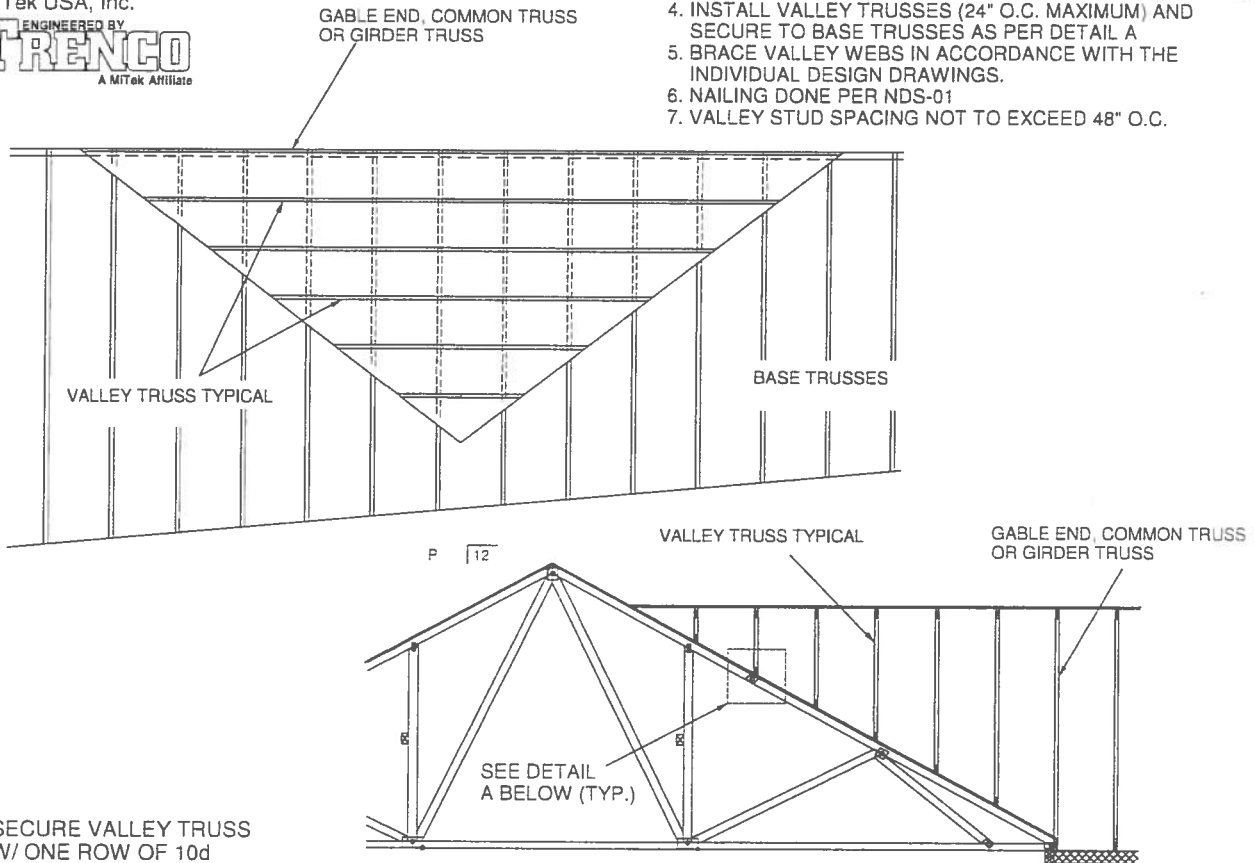 Tek USA, Inc.
ENGINEERED BY
TRENCO
A MiTek Affiliate
GABLE END, COMMON TRUSS
OR GIRDER TRUSS
4. INSTALL VALLEY TRUSSES (24" O.C. MAXIMUM) AND
SECURE TO BASE TRUSSES AS PER DETAIL A
5. BRACE VALLEY WEBS IN ACCORDANCE WITH THE
INDIVIDUAL DESIGN DRAWINGS.
6. NAILING DONE PER NDS-01
7. VALLEY STUD SPACING NOT TO EXCEED 48" O.C.
VALLEY TRUSS TYPICAL
BASE TRUSSES
P 12
VALLEY TRUSS TYPICAL
GABLE END, COMMON TRUSS
OR GIRDER TRUSS
SEE DETAIL
A BELOW (TYP.)
SECURE VALLEY TRUSS
W/ ONE ROW OF 10d